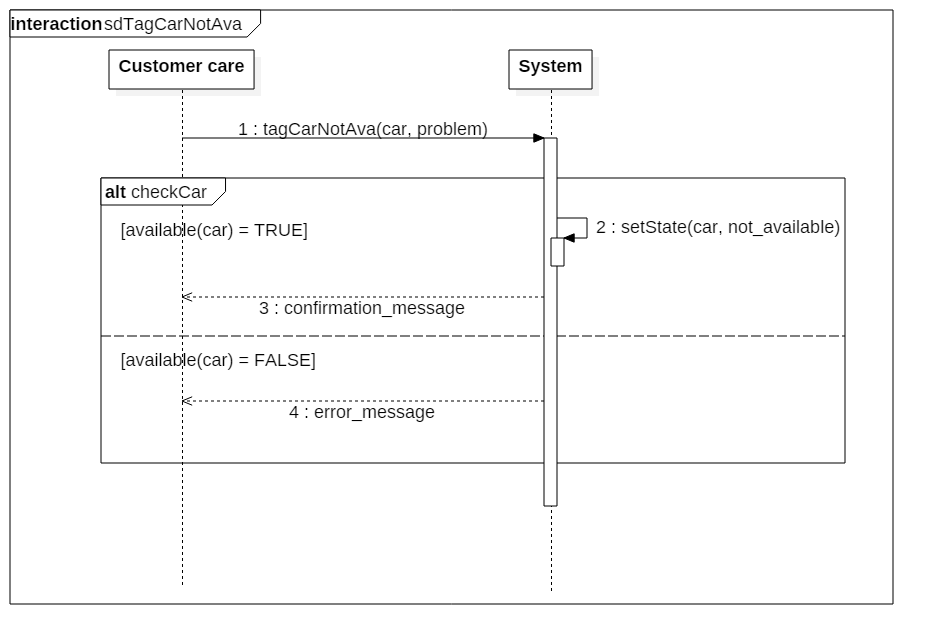 interaction sdTagCarNotAva
Customer care
System
1 : tagCarNotAva(car, problem)
alt checkCar
[available(car) = TRUE]
2 : setState(car, not_available)
3 : confirmation_message
[available(car) = FALSE]
4 : error_message